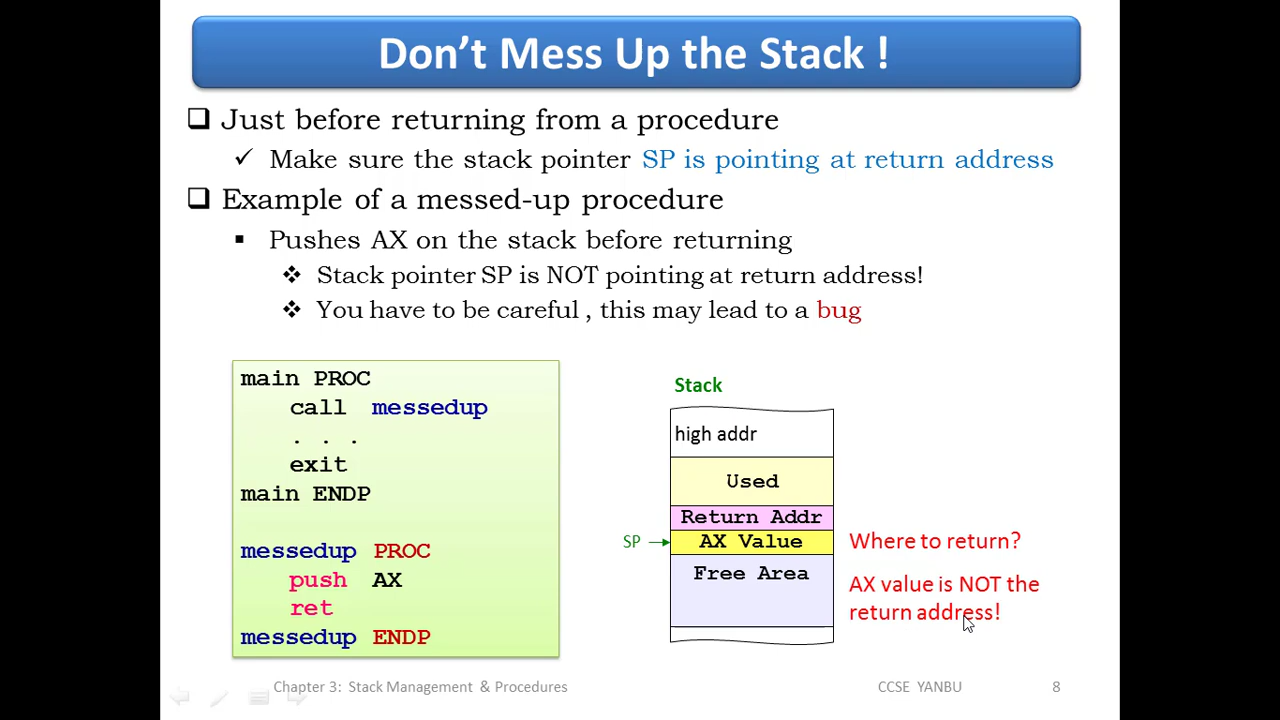 Don’t Mess Up the Stack !
Just before returning from a procedure
Make sure the stack pointer SP is pointing at return address
Example of a messed-up procedure
Pushes AX on the stack before returning
Stack pointer SP is NOT pointing at return address!
You have to be careful , this may lead to a bug
main PROC
call messedup
. . .
exit
main ENDP
messedup PROC
push AX
ret
messedup ENDP
Stack
high addr
Used
Return Addr
SP
AX Value
Free Area
Where to return?
AX value is NOT the
return address!
Chapter 3: Stack Management & Procedures
CCSE YANBU
8